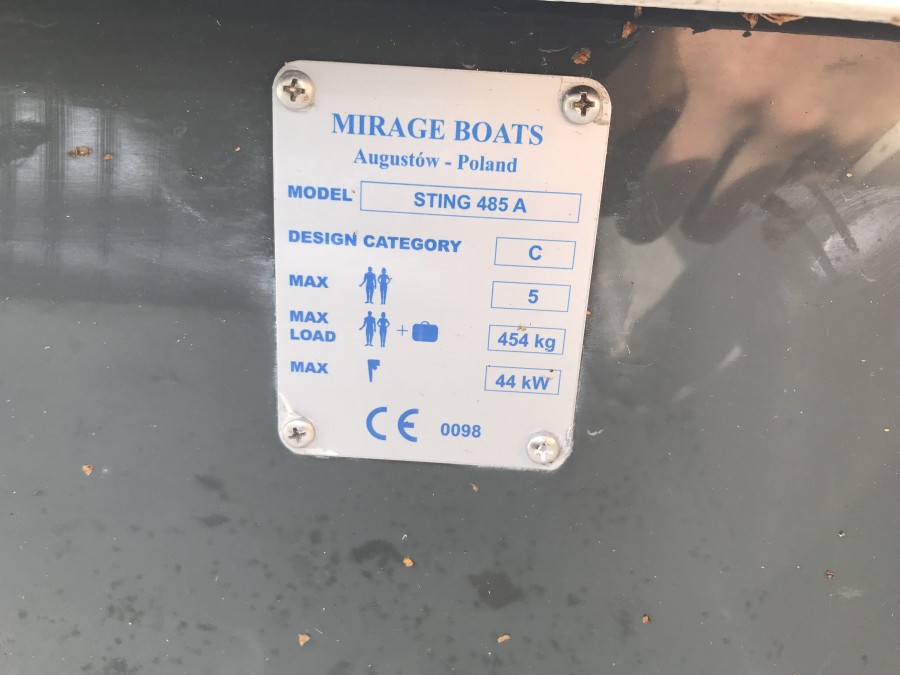 MIRAGE BOATS
Augustów - Poland
MODEL STING 485 A
DESIGN CATEGORY C
MAX 5
MAX
LOAD + 454 kg
MAX 44 kW
CE 0098